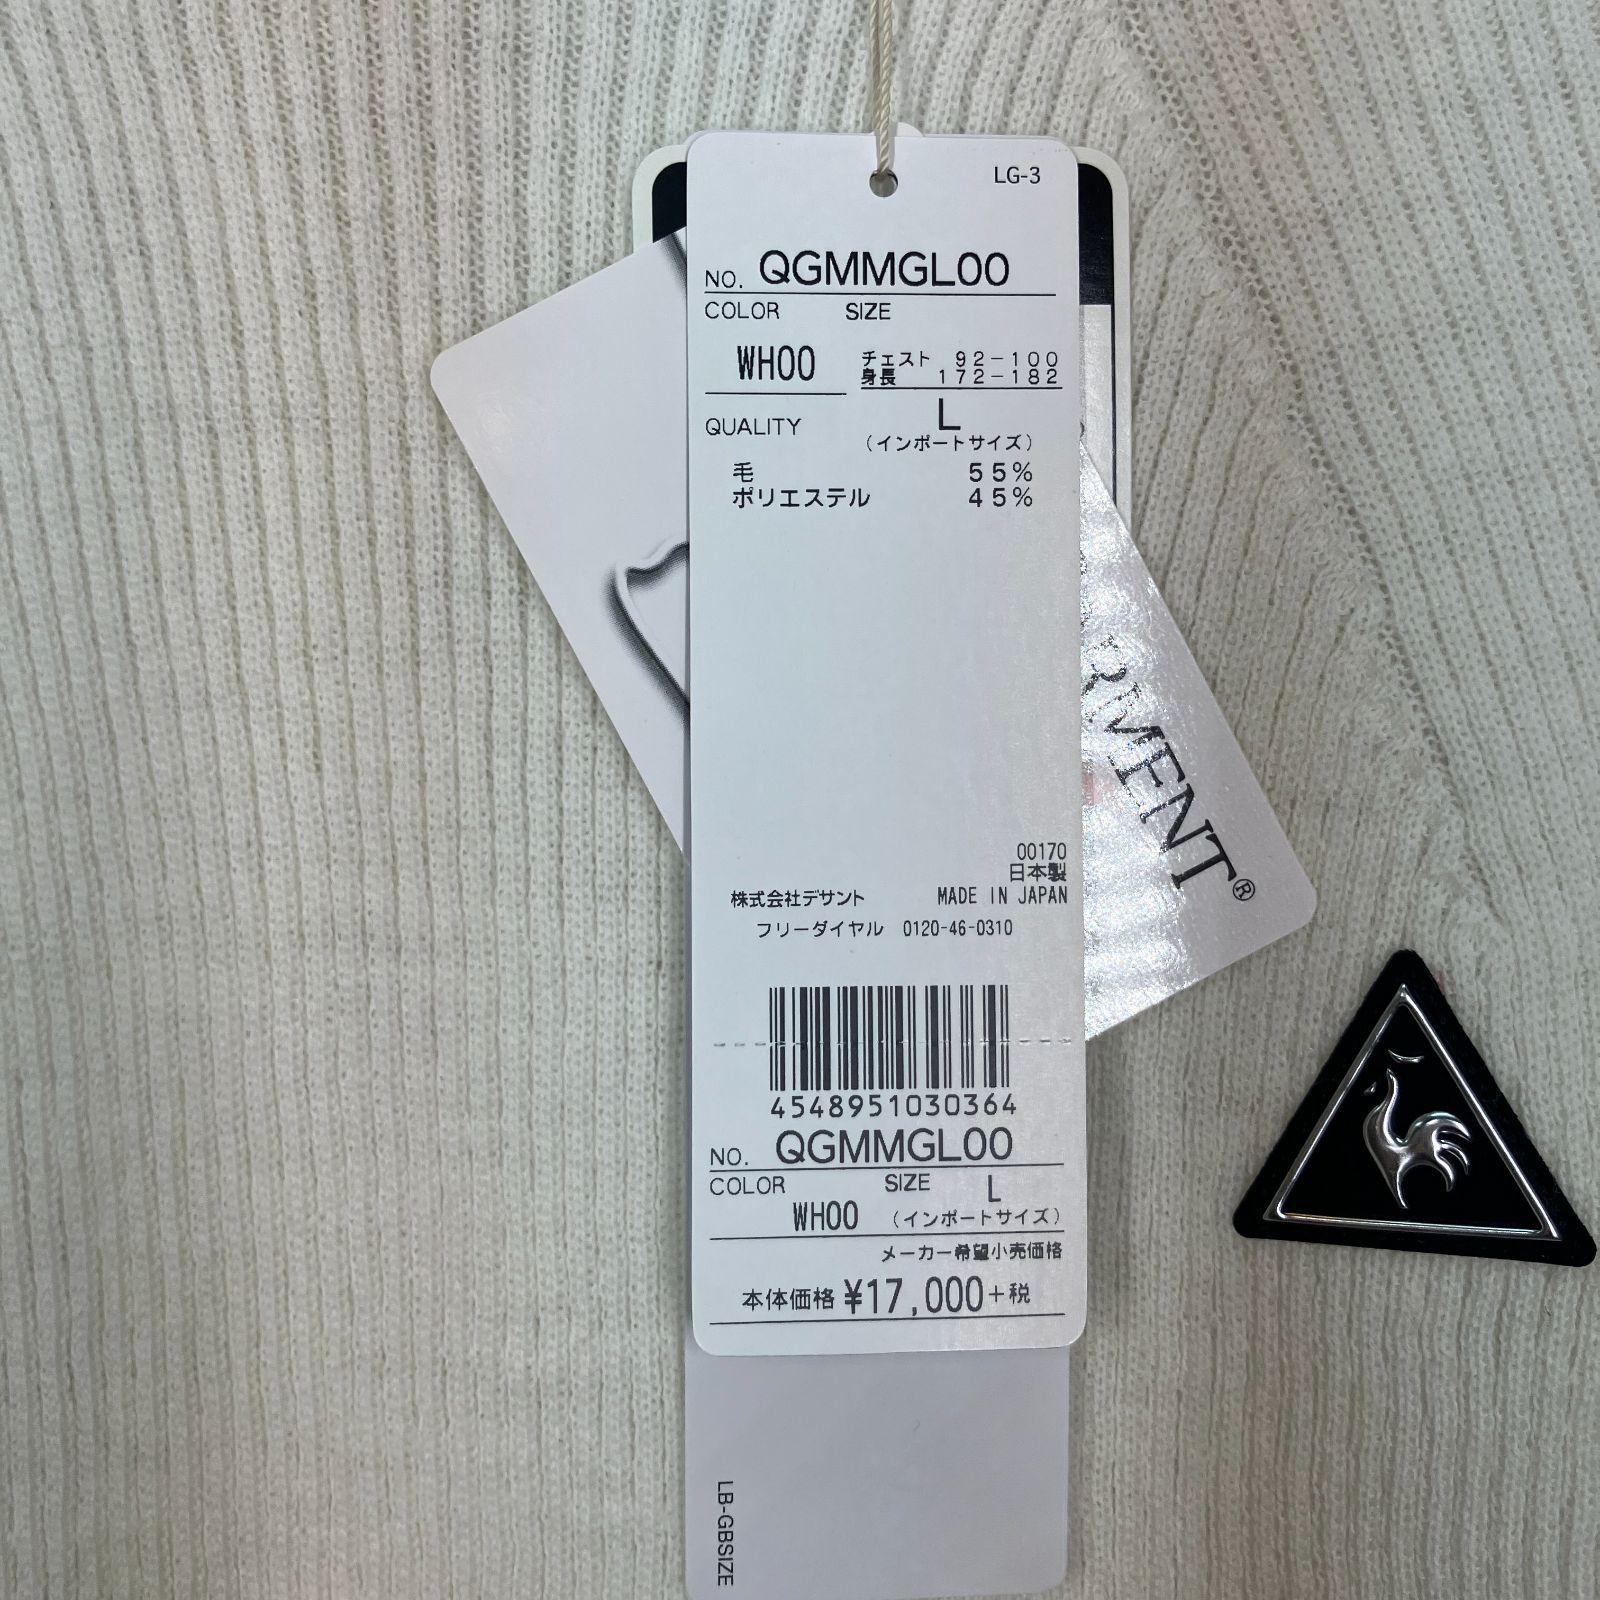 LG-3
NO. QGMMGL00
COLOR SIZE
WH00
チェスト 92-100
身長 172-182
L
QUALITY
(インポートサイズ)
毛 55%
ポリエステル 45%
RMENT®
00170
日本製
株式会社デサント MADE IN JAPAN
フリーダイヤル 0120-46-0310
4548951030364
NO. QGMMGL00
COLOR SIZE L
WH00 (インポートサイズ)
メーカー希望小売価格
本体価格 ¥17,000+税
LB-GBSIZE